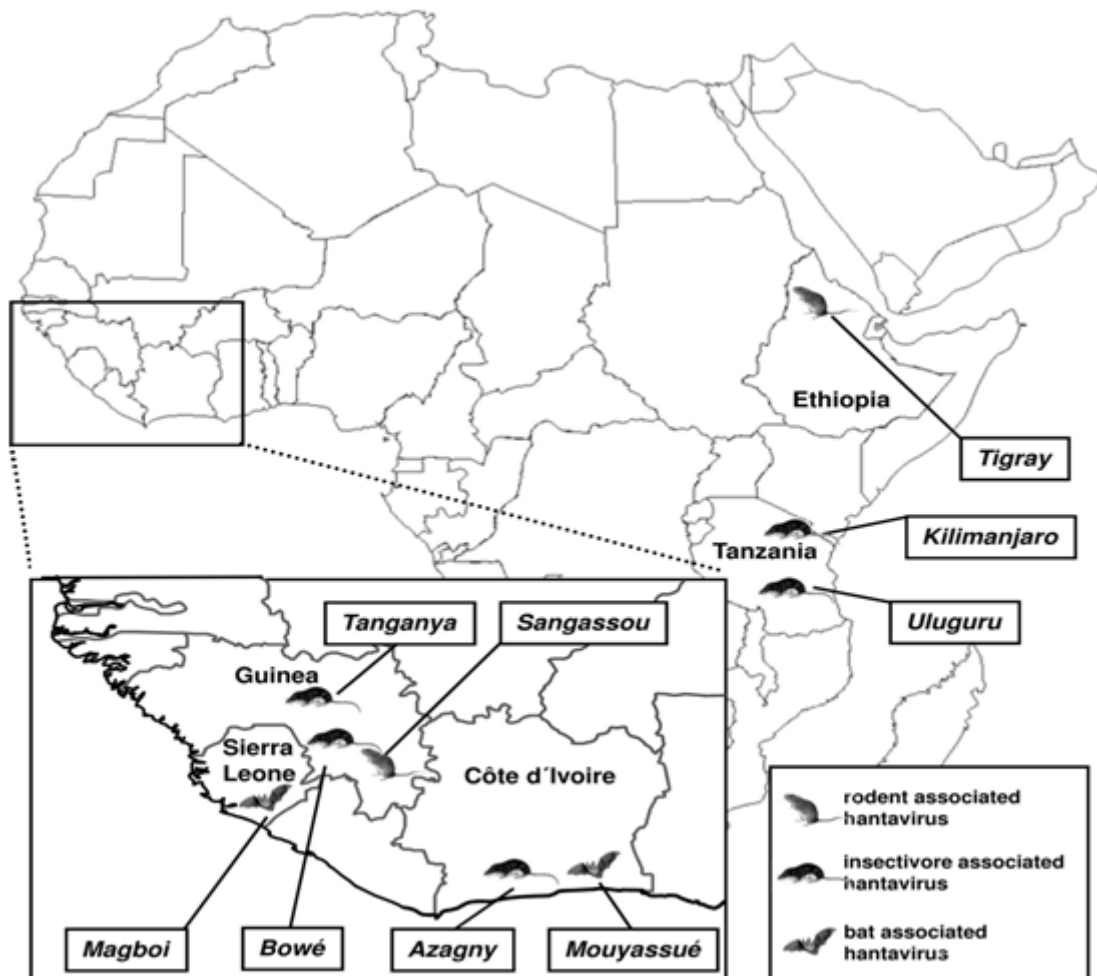 Ethiopia
Tigray
Kilimanjaro
Tanzania
Uluguru
Tanganya
Sangassou
Guinea
Sierra
Leone
Côte d´Ivoire
Magboi
Bowé
Azagny
Mouyassué
rodent associated
hantavirus
insectivore associated
hantavirus
bat associated
hantavirus